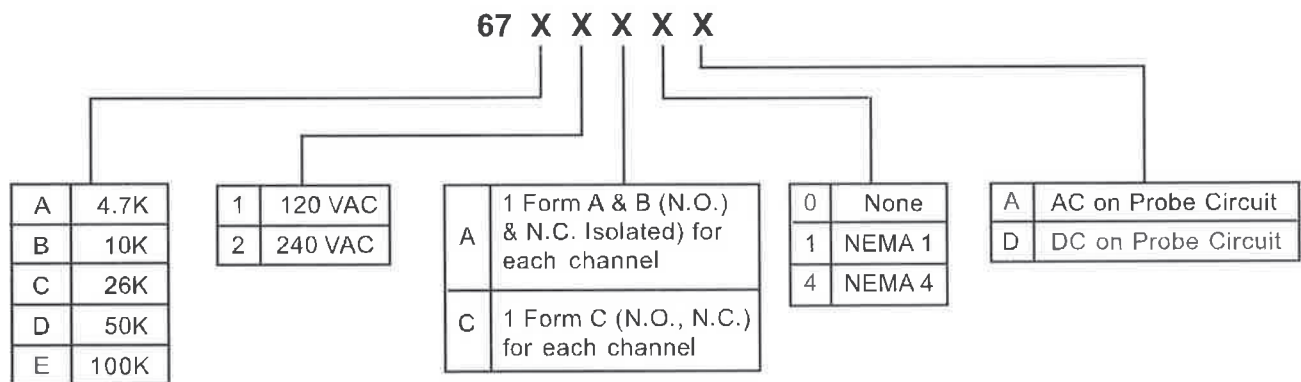 67 X X X X X
A 4.7K
B 10K
C 26K
D 50K
E 100K
1 120 VAC
2 240 VAC
A 1 Form A & B (N.O.)
& N.C. Isolated) for
each channel
C 1 Form C (N.O., N.C.)
for each channel
0 None
1 NEMA 1
4 NEMA 4
A AC on Probe Circuit
D DC on Probe Circuit